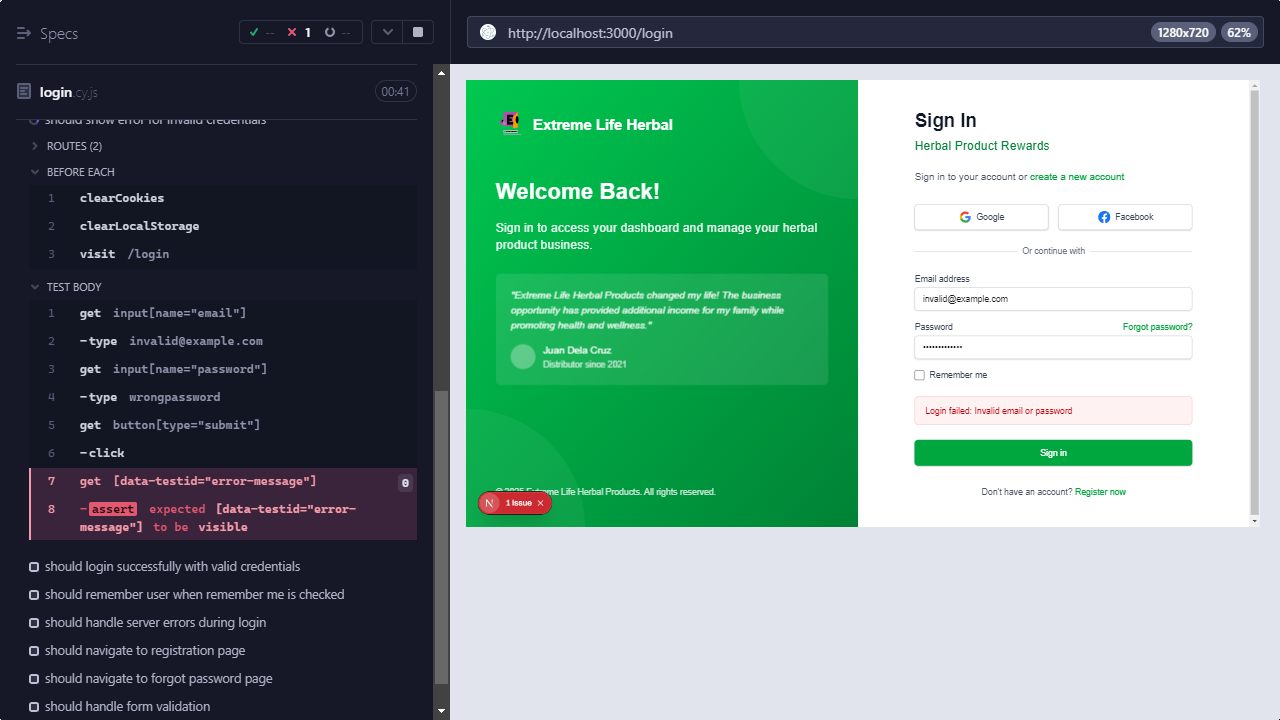 Specs
-- 1 --
login cy.js
00:41
should show error for invalid credentials
ROUTES (2)
BEFORE EACH
1 clearCookies
2 clearLocalStorage
3 visit /login
TEST BODY
1 get input[name="email"]
2 -type invalid@example.com
3 get input[name="password"]
4 -type wrongpassword
5 get button[type="submit"]
6 -click
7 get [data-testid="error-message"] 0
8 -assert expected [data-testid="error-
message"] to be visible
should login successfully with valid credentials
should remember user when remember me is checked
should handle server errors during login
should navigate to registration page
should navigate to forgot password page
should handle form validation
http://localhost:3000/login
1280x720 62%
Extreme Life Herbal
Welcome Back!
Sign in to access your dashboard and manage your herbal
product business.
"Extreme Life Herbal Products changed my life! The business
opportunity has provided additional income for my family while
promoting health and wellness."
Juan Dela Cruz
Distributor since 2021
© 2025 Extreme Life Herbal Products. All rights reserved.
N 1 Issue
Sign In
Herbal Product Rewards
Sign in to your account or create a new account
Google
Facebook
Or continue with
Email address
invalid@example.com
Password
Forgot password?
•••••••••••••
Remember me
Login failed: Invalid email or password
Sign in
Don't have an account? Register now